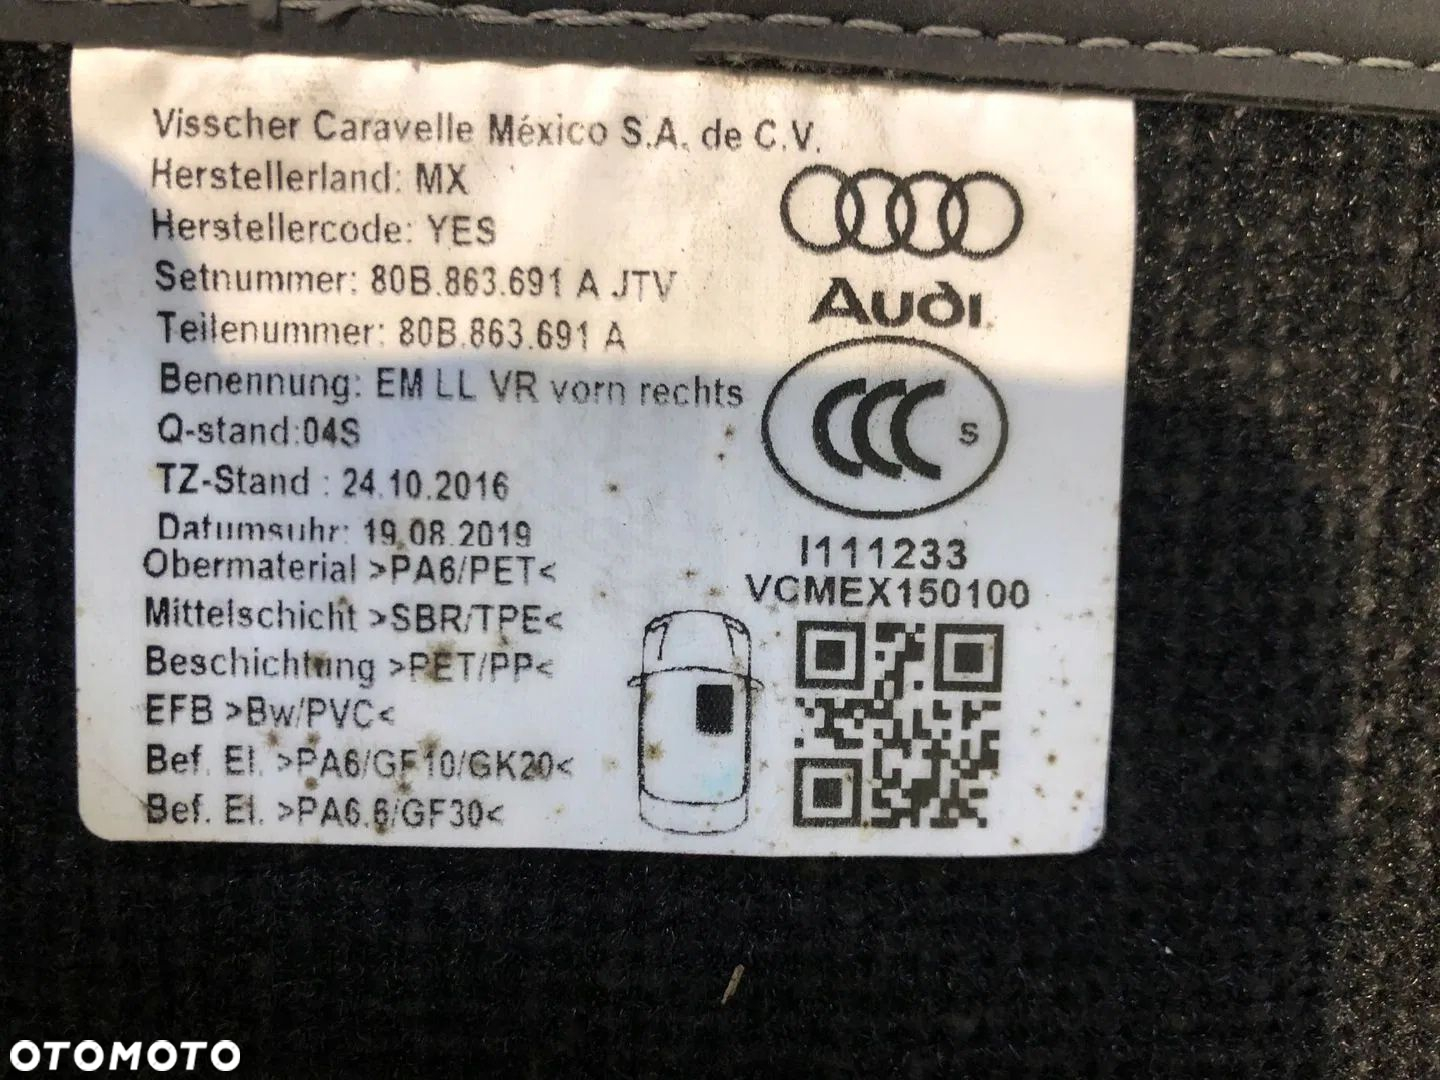 Visscher Caravelle México S.A. de C.V.
Herstellerland: MX
Herstellercode: YES
Setnummer: 80B.863.691 A JTV
Teilenummer: 80B.863.691 A
Benennung: EM LL VR vorn rechts
Q-stand:04S
TZ-Stand : 24.10.2016
Datumsuhr: 19.08.2019
Obermaterial >PA6/PET<
Mittelschicht >SBR/TPE<
Beschichtung >PET/PP<
EFB >Bw/PVC<
Bef. El. >PA6/GF10/GK20<
Bef. El. >PA6.6/GF30<
Audi
CCC S
I111233
VCMEX150100
OTOMOTO